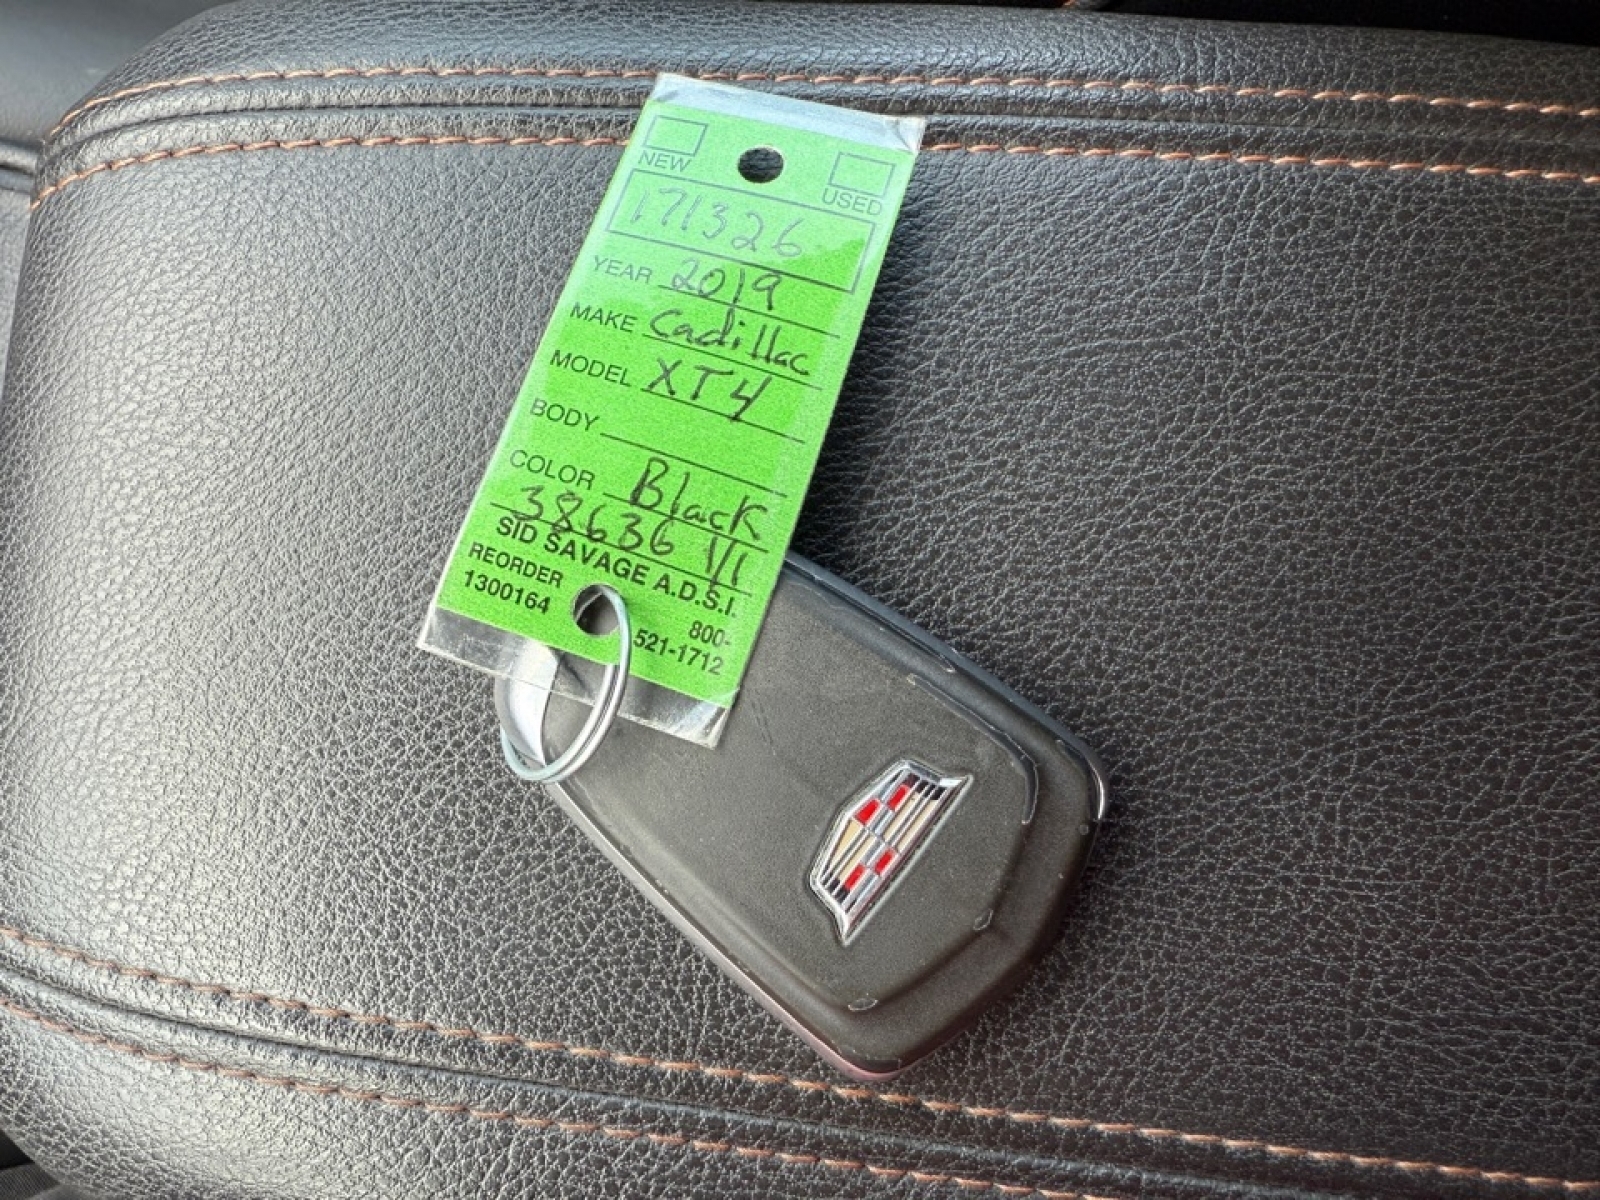 NEW USED
171326
YEAR 2019
MAKE Cadillac
MODEL XT4
BODY
COLOR Black
38636 1/1
SID SAVAGE A.D.S.I.
REORDER 800-
1300164 521-1712